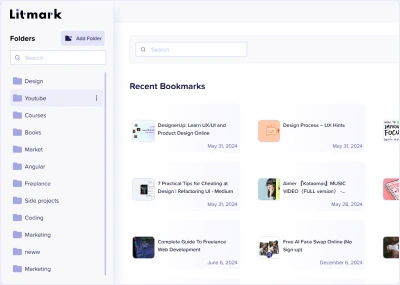 Litmark
Folders
Add Folder
Search
Design
Youtube
Courses
Books
Market
Angular
Freelance
Side projects
Coding
Marketing
neww
Marketing
Search
Recent Bookmarks
DesignerUp: Learn UX/UI and
Product Design Online
May 31, 2024
Design Process – UX Hints
May 31, 2024
7 Practical Tips for Cheating at
Design | Refactoring UI - Medium
May 31, 2024
Aimer 『Kataomoi』 MUSIC
VIDEO (FULL version) -...
May 28, 2024
Complete Guide To Freelance
Web Development
June 6, 2024
Free AI Face Swap Online (No
Sign-up)
December 6, 2024